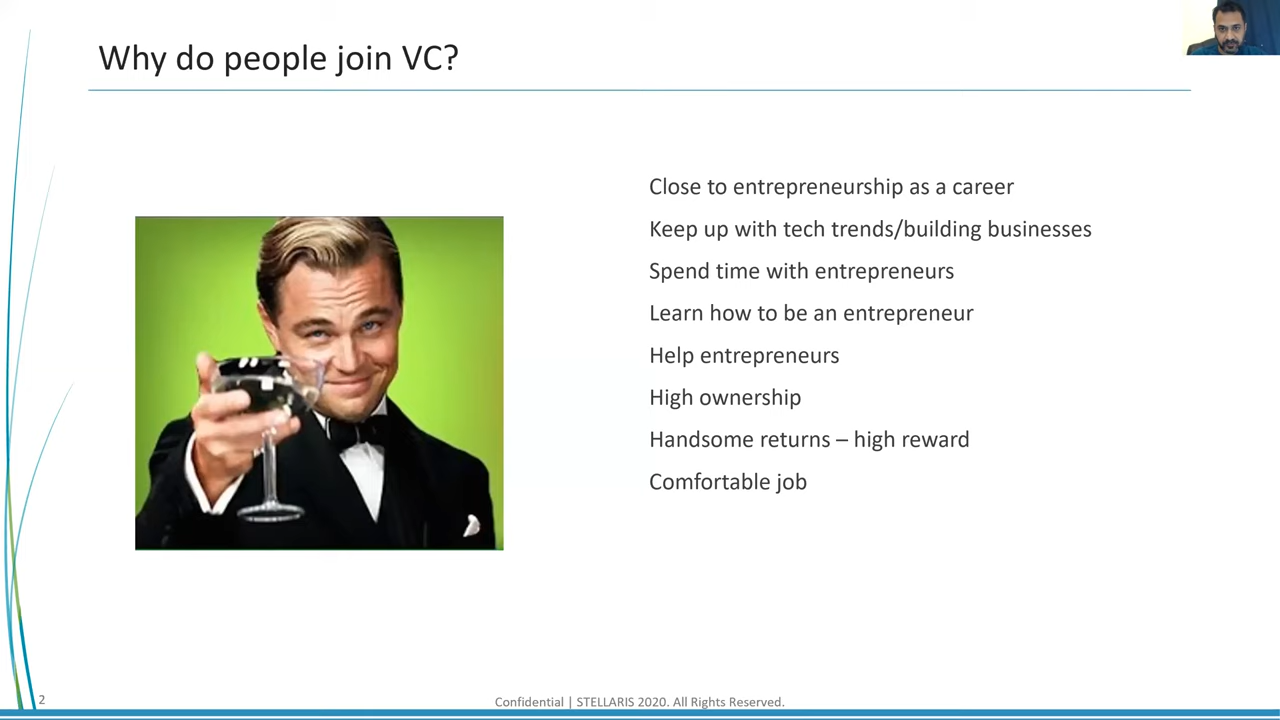 Why do people join VC?
Close to entrepreneurship as a career
Keep up with tech trends/building businesses
Spend time with entrepreneurs
Learn how to be an entrepreneur
Help entrepreneurs
High ownership
Handsome returns – high reward
Comfortable job
2
Confidential | STELLARIS 2020. All Rights Reserved.